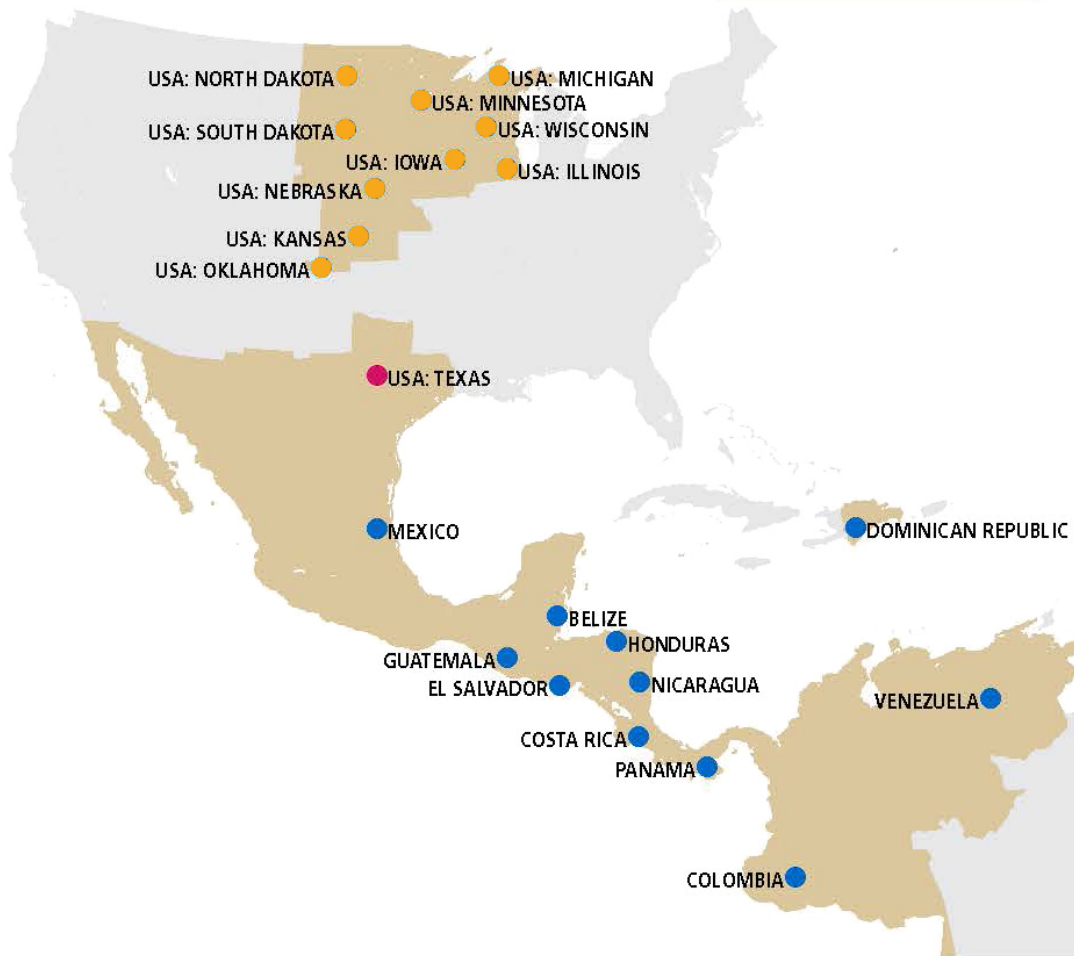 USA: NORTH DAKOTA
USA: MICHIGAN
USA: MINNESOTA
USA: SOUTH DAKOTA
USA: WISCONSIN
USA: IOWA
USA: ILLINOIS
USA: NEBRASKA
USA: KANSAS
USA: OKLAHOMA
USA: TEXAS
MEXICO
DOMINICAN REPUBLIC
BELIZE
HONDURAS
GUATEMALA
EL SALVADOR
NICARAGUA
VENEZUELA
COSTA RICA
PANAMA
COLOMBIA